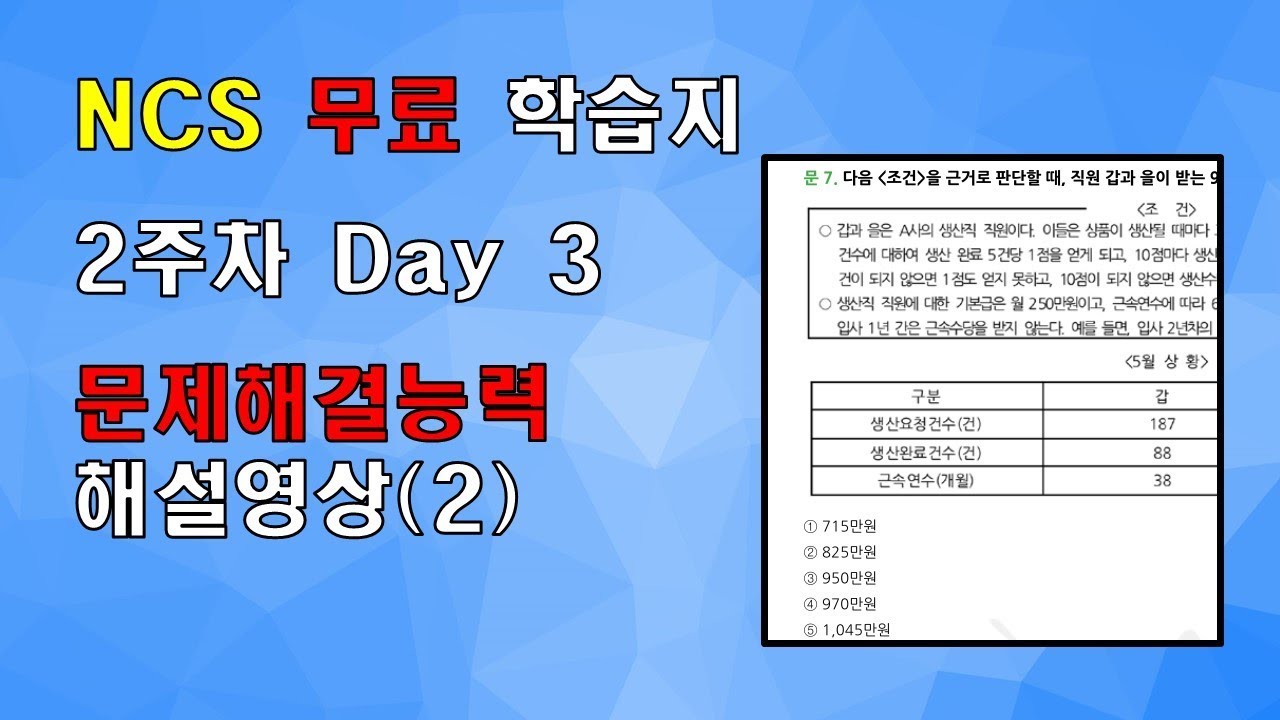 NCS 무료 학습지
2주차 Day 3
문제해결능력
해설영상(2)
문 7. 다음 <조건>을 근거로 판단할 때, 직원 갑과 을이 받는 9
<조 건>
○ 갑과 을은 A사의 생산직 직원이다. 이들은 상품이 생산될 때마다
건수에 대하여 생산 완료 5건당 1점을 얻게 되고, 10점마다 생산
건이 되지 않으면 1점도 얻지 못하고, 10점이 되지 않으면 생산수
○ 생산직 직원에 대한 기본급은 월 250만원이고, 근속연수에 따라 6
입사 1년 간은 근속수당을 받지 않는다. 예를 들면, 입사 2년차의
<5월 상 황>
구분 갑
생산요청건수(건) 187
생산완료건수(건) 88
근속연수(개월) 38
① 715만원
② 825만원
③ 950만원
④ 970만원
⑤ 1,045만원